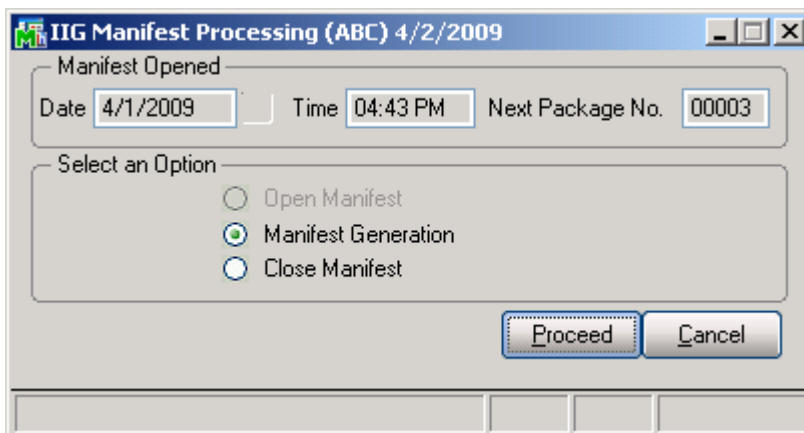 IIG Manifest Processing (ABC) 4/2/2009
Manifest Opened
Date 4/1/2009 Time 04:43 PM Next Package No. 00003
Select an Option
Open Manifest
Manifest Generation
Close Manifest
Proceed Cancel